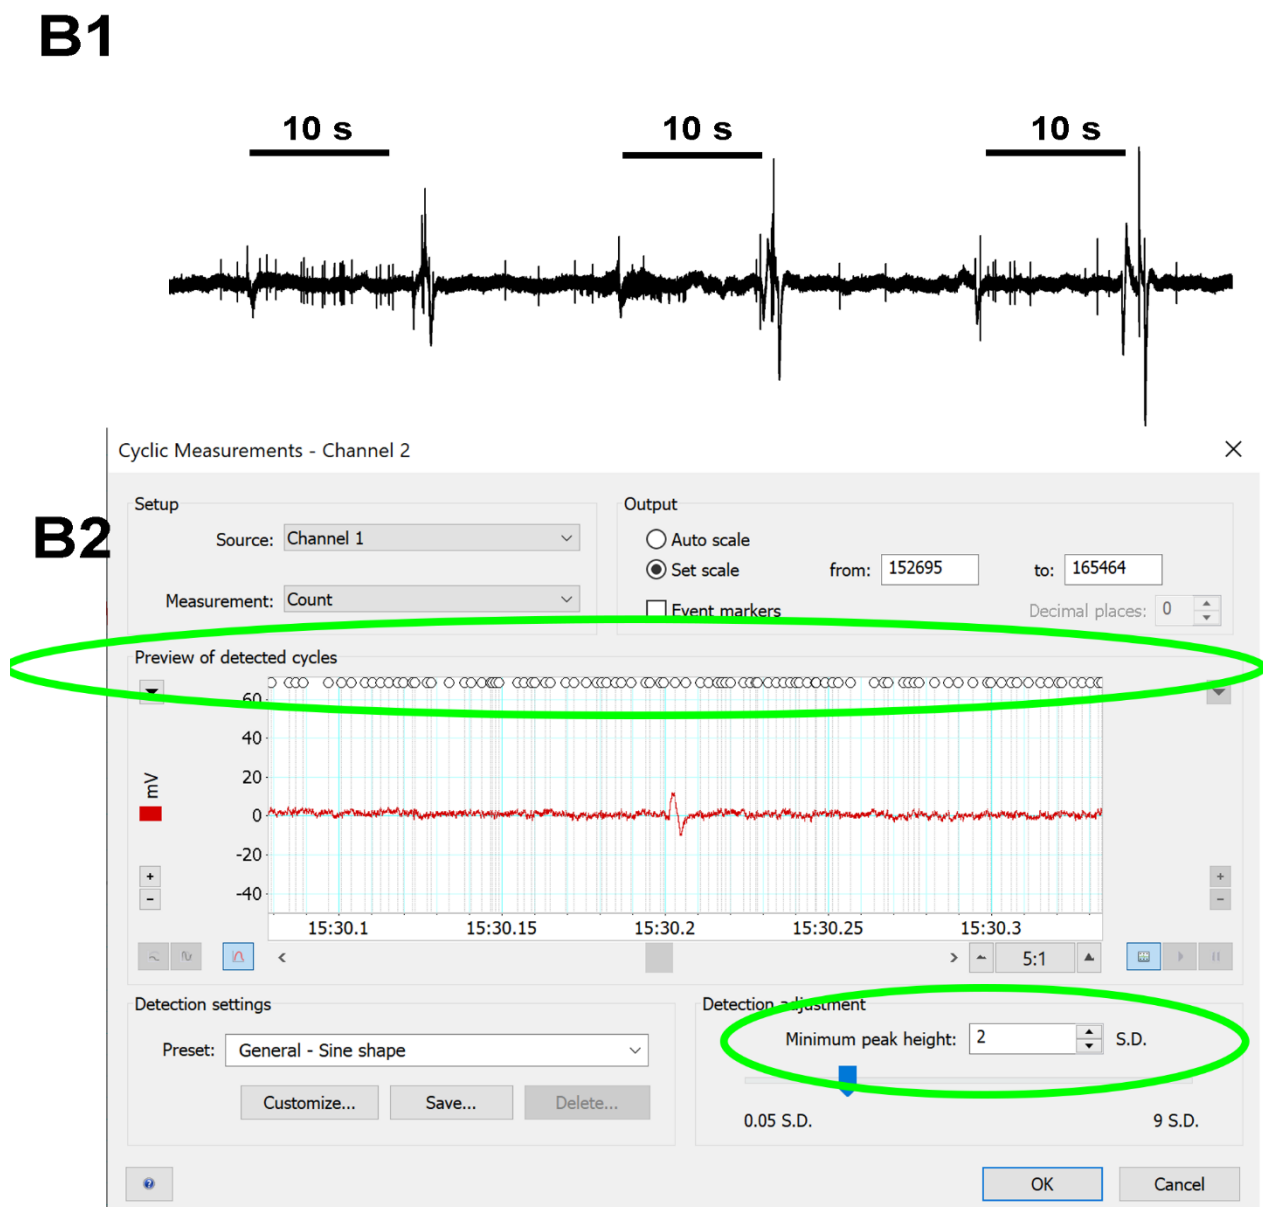 B1
10 s 10 s 10 s
Cyclic Measurements - Channel 2
B2
Setup
Source: Channel 1
Measurement: Count
Output
Auto scale
Set scale from: 152695 to: 165464
Event markers Decimal places: 0
Preview of detected cycles
60
40
20
0
-20
-40
mV
+
-
+
-
15:30.1 15:30.15 15:30.2 15:30.25 15:30.3
5:1
Detection settings
Preset: General - Sine shape
Customize... Save... Delete...
Detection adjustment
Minimum peak height: 2 S.D.
0.05 S.D. 9 S.D.
?
OK Cancel